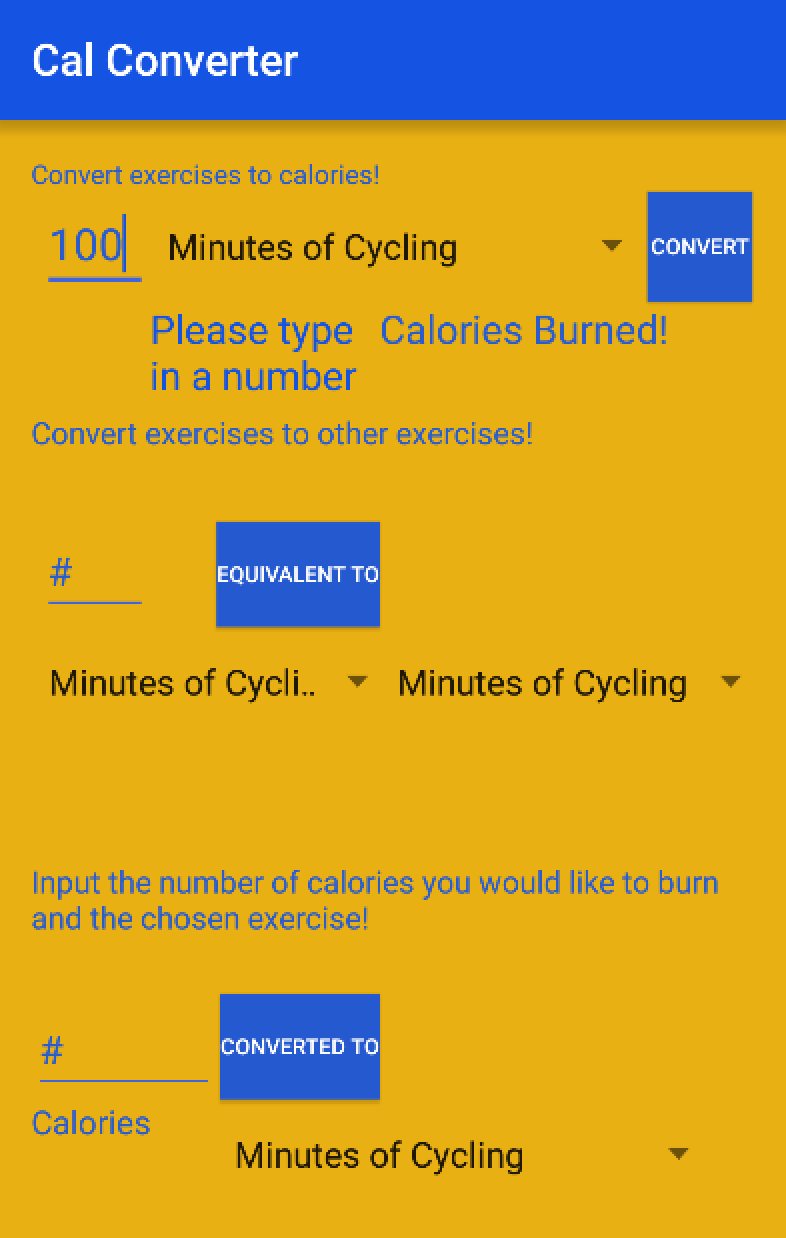 Cal Converter
Convert exercises to calories!
100 Minutes of Cycling CONVERT
Please type Calories Burned!
in a number
Convert exercises to other exercises!
# EQUIVALENT TO
Minutes of Cycli.. Minutes of Cycling
Input the number of calories you would like to burn
and the chosen exercise!
# CONVERTED TO
Calories
Minutes of Cycling